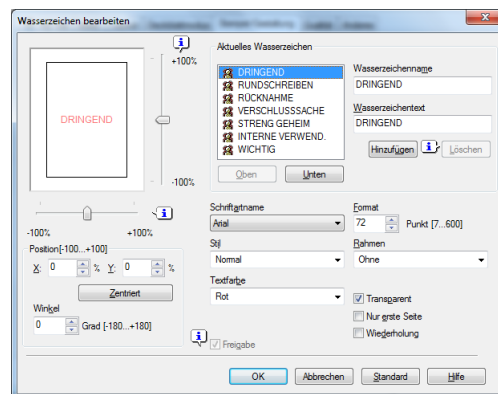 Wasserzeichen bearbeiten
+100%
DRINGEND
-100%
-100%
+100%
Position[-100...+100]
X: 0 % Y: 0 %
Zentriert
Winkel
0 Grad [-180...+180]
Aktuelles Wasserzeichen
DRINGEND
RUNDSCHREIBEN
RÜCKNAHME
VERSCHLUSSSACHE
STRENG GEHEIM
INTERNE VERWEND.
WICHTIG
Oben
Unten
Wasserzeichenname
DRINGEND
Wasserzeichentext
DRINGEND
Hinzufügen
Löschen
Schriftartname
Arial
Format
72 Punkt [7...600]
Stil
Normal
Rahmen
Ohne
Textfarbe
Rot
Transparent
Nur erste Seite
Wiederholung
Freigabe
OK
Abbrechen
Standard
Hilfe